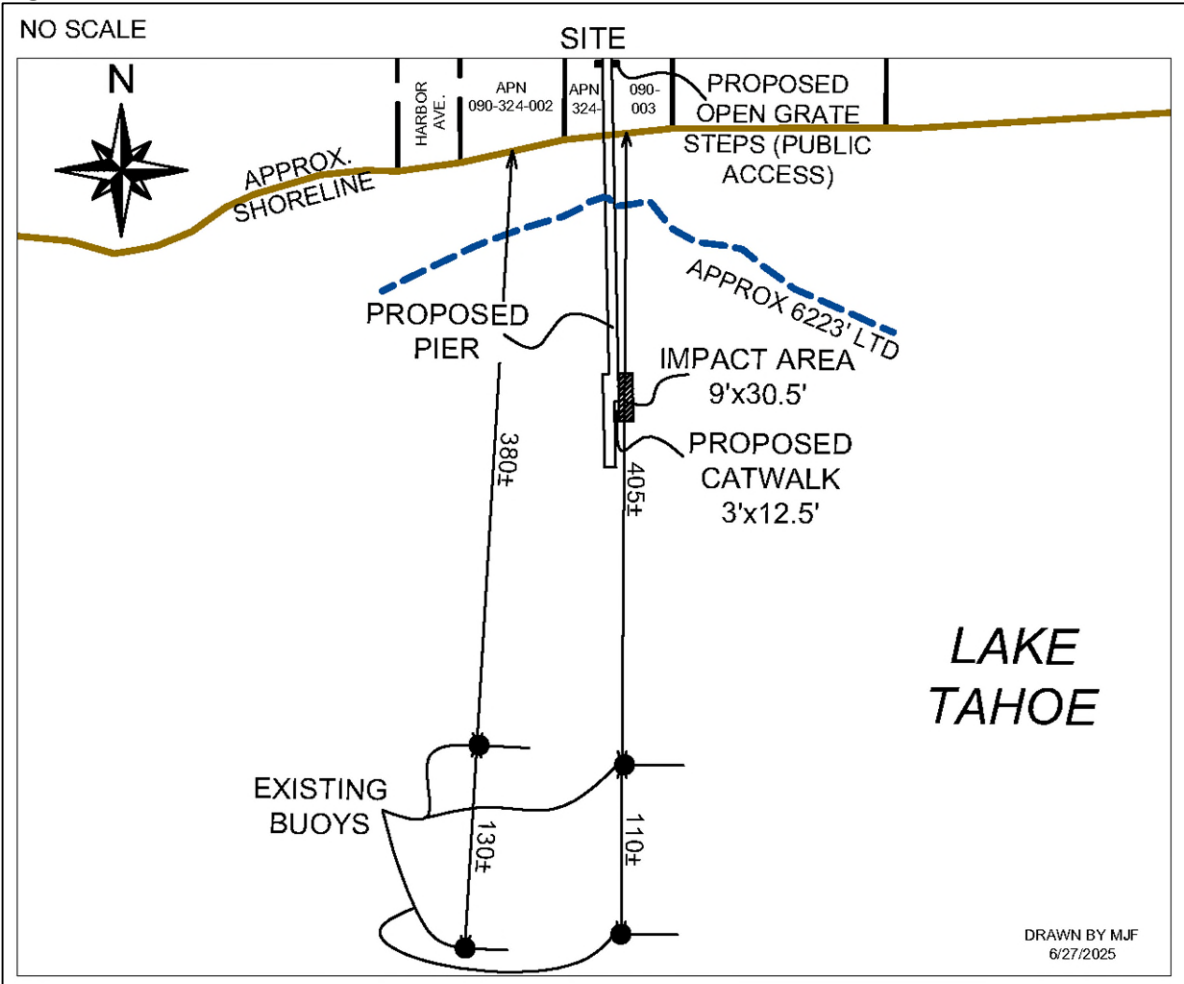 NO SCALE
SITE
N
HARBOR
AVE.
APN
090-324-002
APN
324-
090-
003
PROPOSED
OPEN GRATE
STEPS (PUBLIC
ACCESS)
APPROX.
SHORELINE
APPROX 6223' LTD
PROPOSED
PIER
IMPACT AREA
9'x30.5'
PROPOSED
CATWALK
3'x12.5'
380±
405±
LAKE
TAHOE
EXISTING
BUOYS
130±
110±
DRAWN BY MJF
6/27/2025